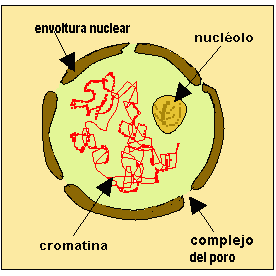 envoltura nuclear
nucléolo
cromatina
complejo
del poro